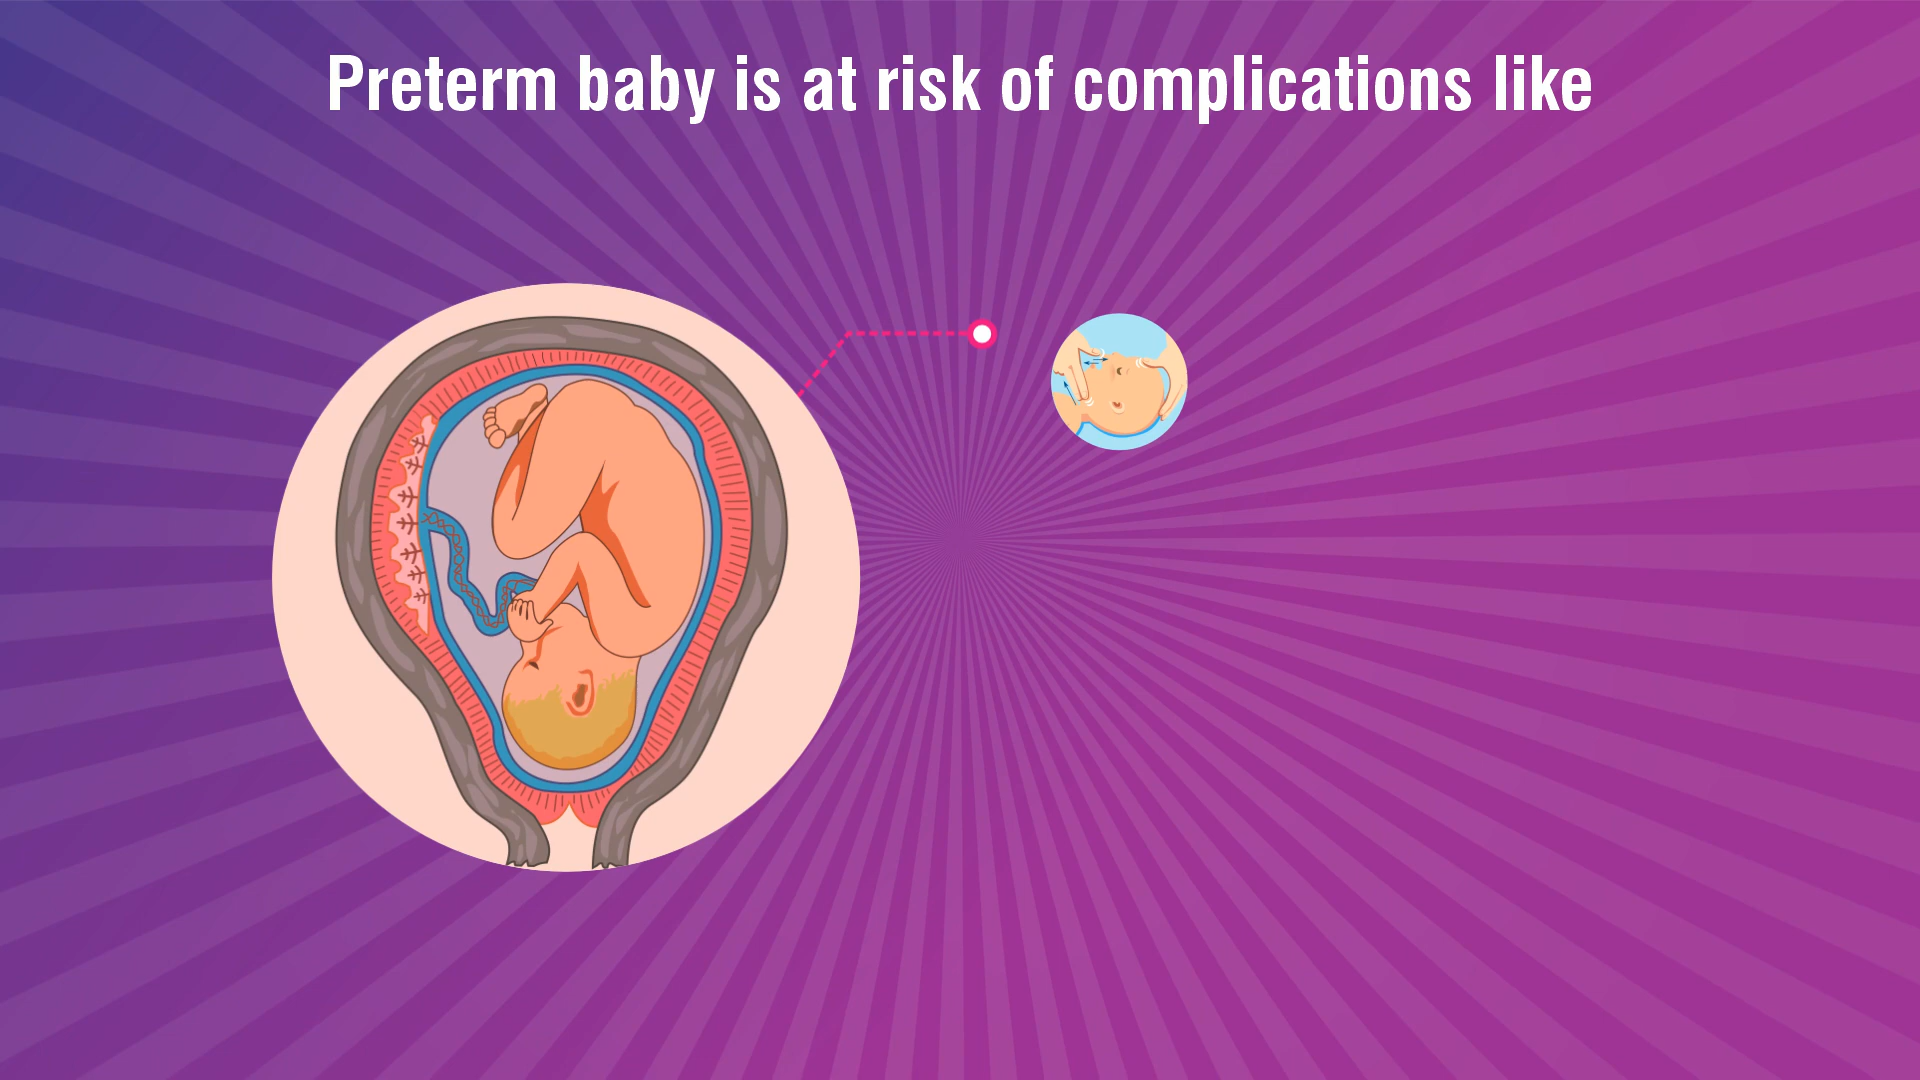 Preterm baby is at risk of complications like